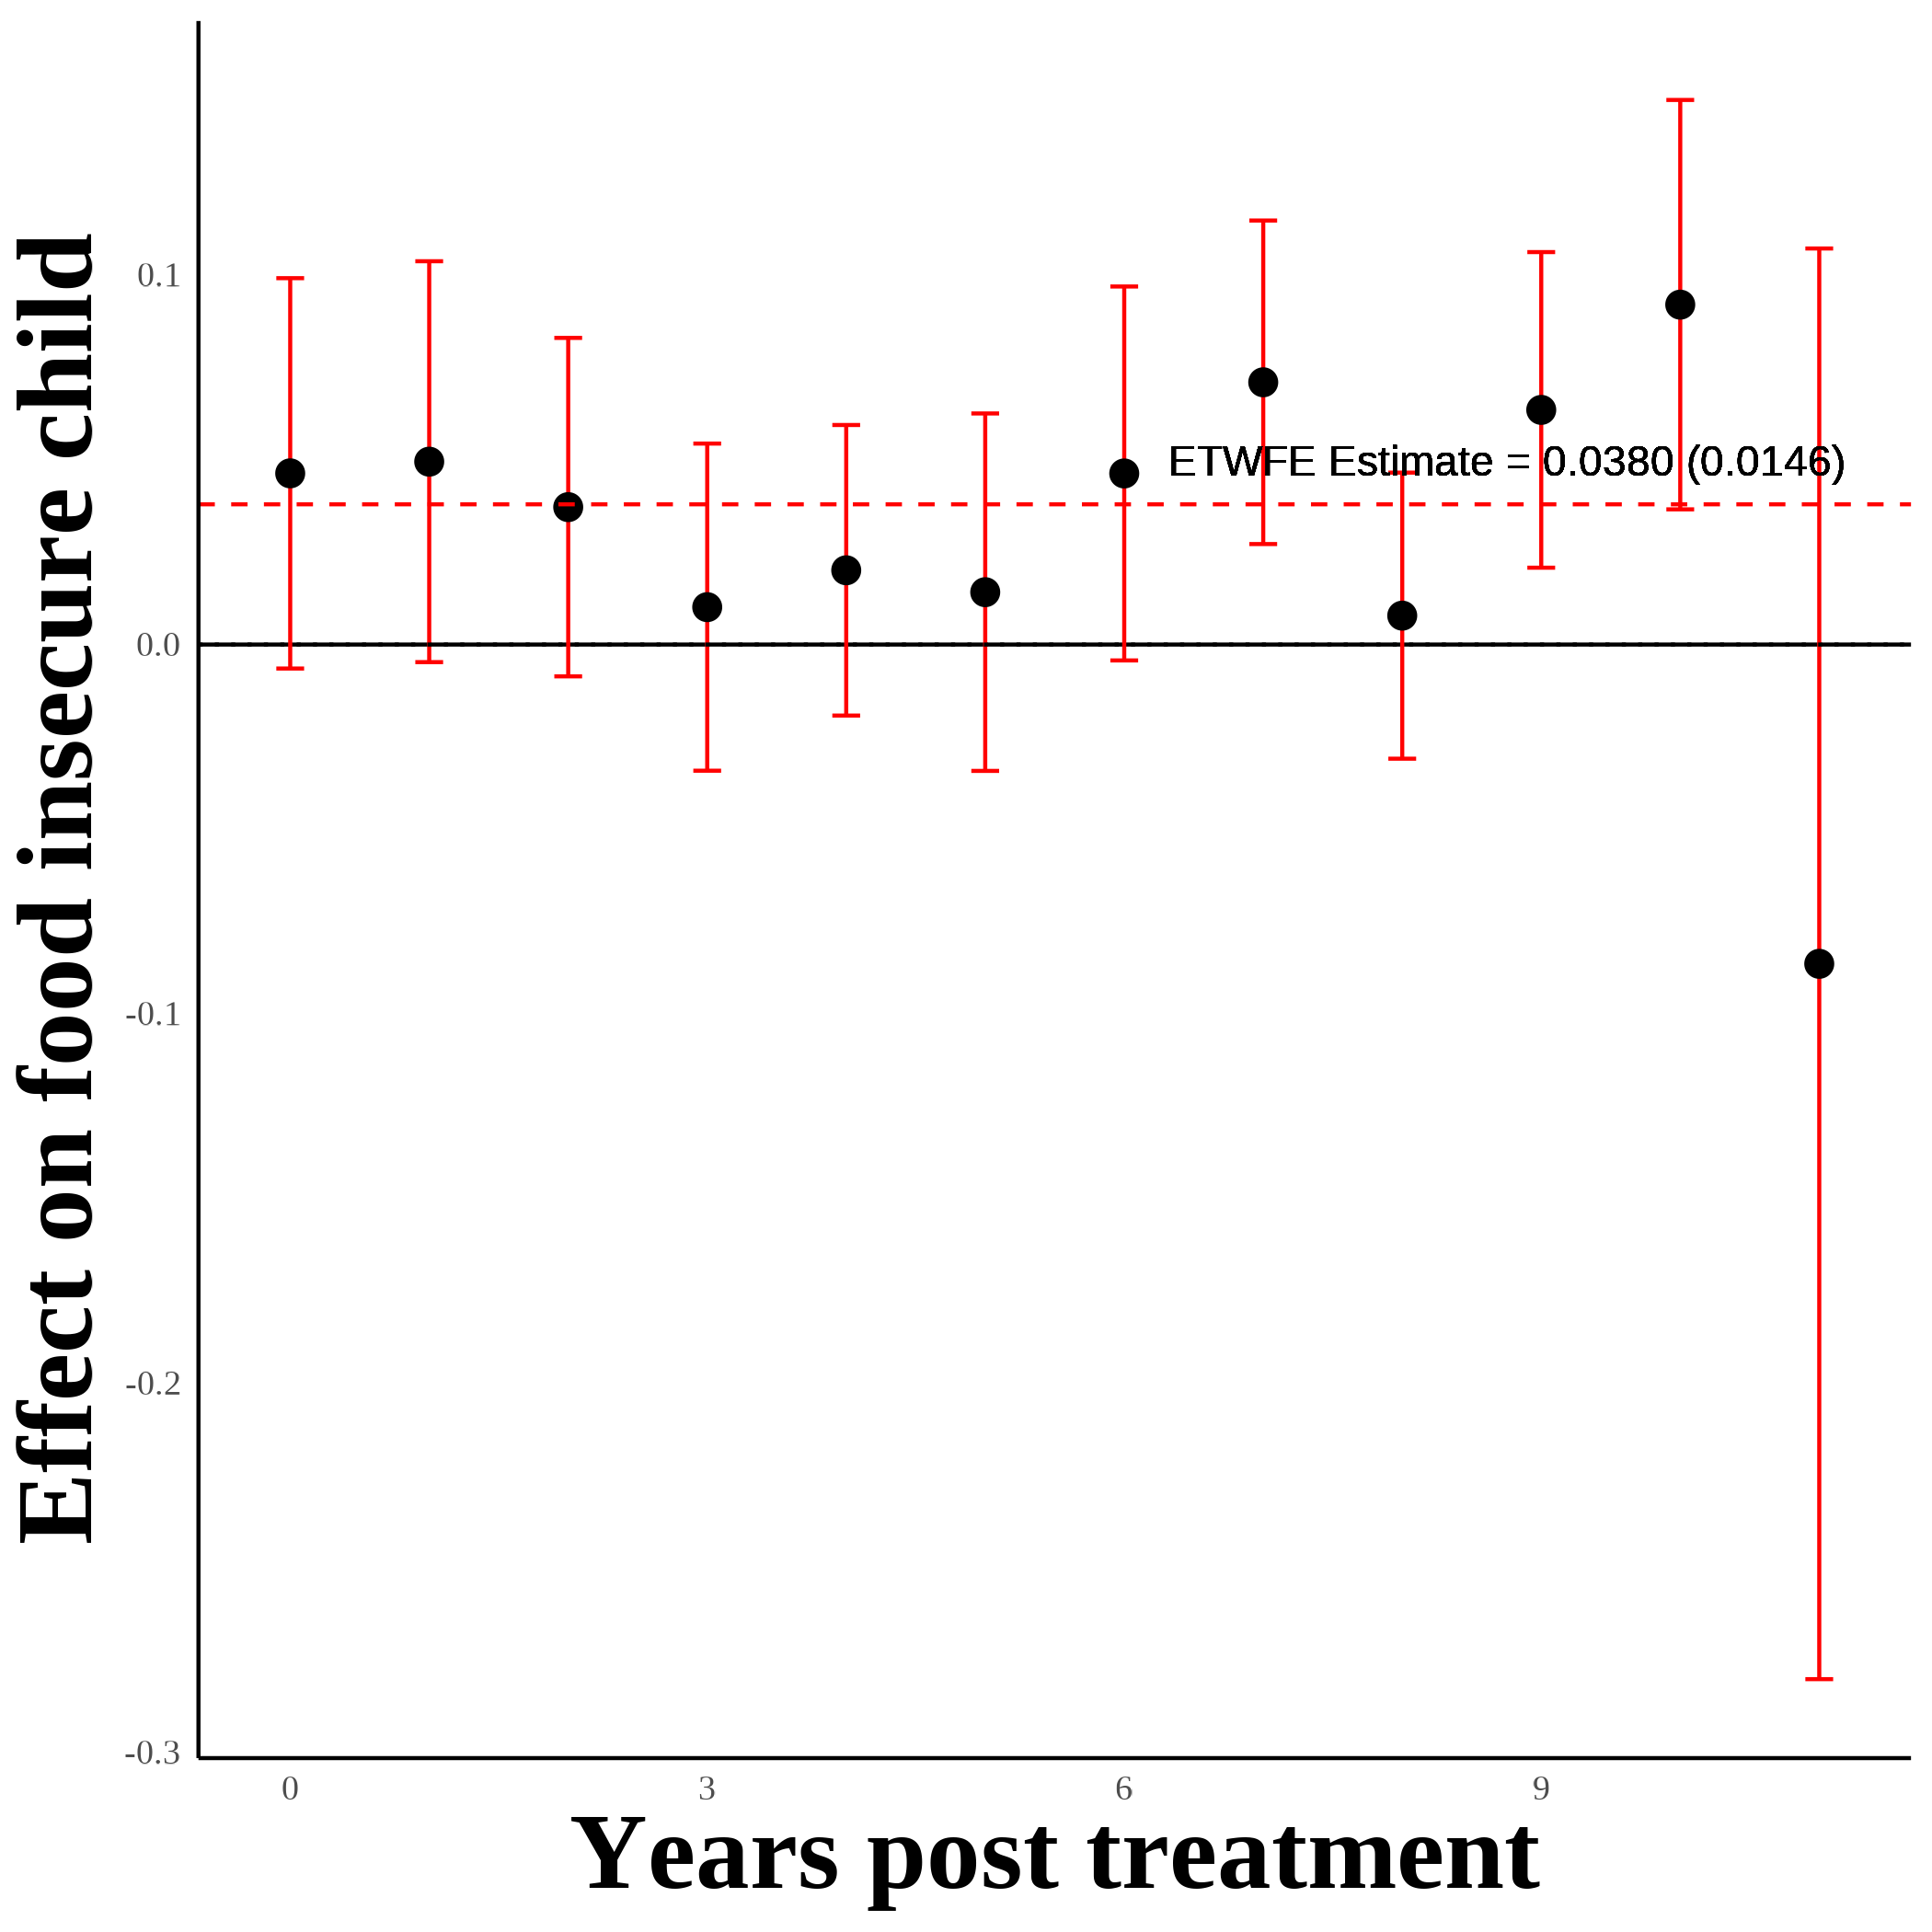 Effect on food insecure child
0.1
0.0
-0.1
-0.2
-0.3
ETWFE Estimate = 0.0380 (0.0146)
0 3 6 9
Years post treatment